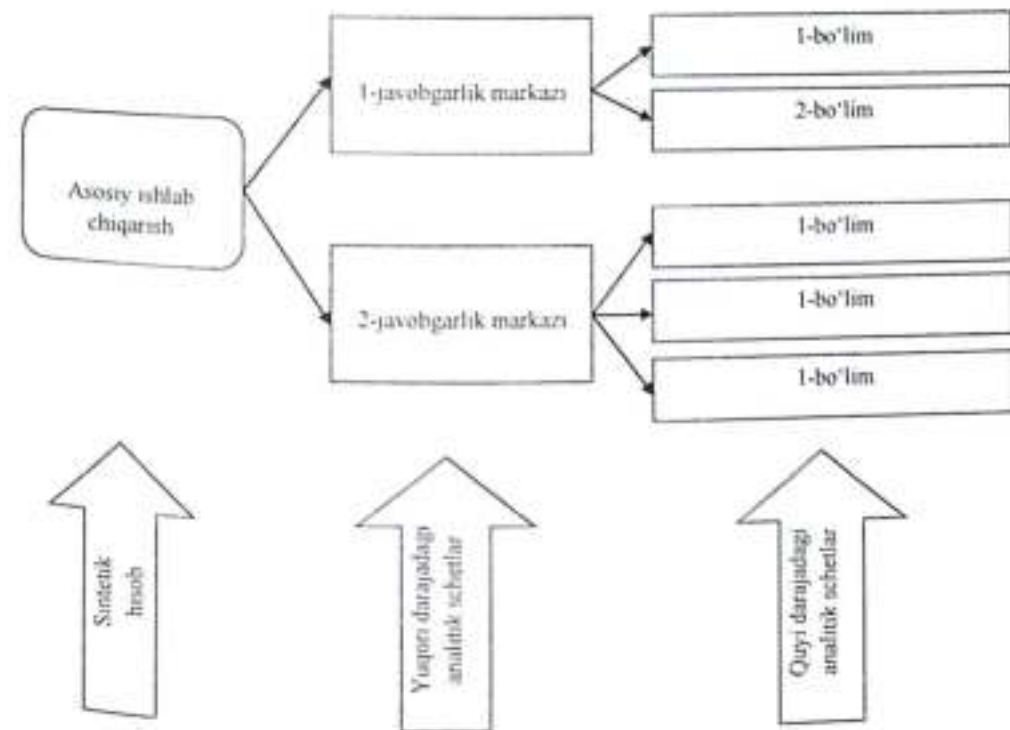 1-bo‘lim
1-javobgarlik markazi
2-bo‘lim
Asosiy ishlab
chiqarish
1-bo‘lim
2-javobgarlik markazi
1-bo‘lim
1-bo‘lim
Sintetik
hisob
Yuqori darajadagi
analitik schetlar
Quyi darajadagi
analitik schetlar